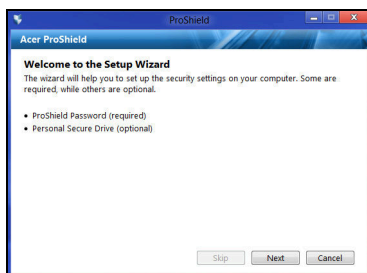 ProShield
Acer ProShield
Welcome to the Setup Wizard
The wizard will help you to set up the security settings on your computer. Some are
required, while others are optional.
• ProShield Password (required)
• Personal Secure Drive (optional)
Skip Next Cancel